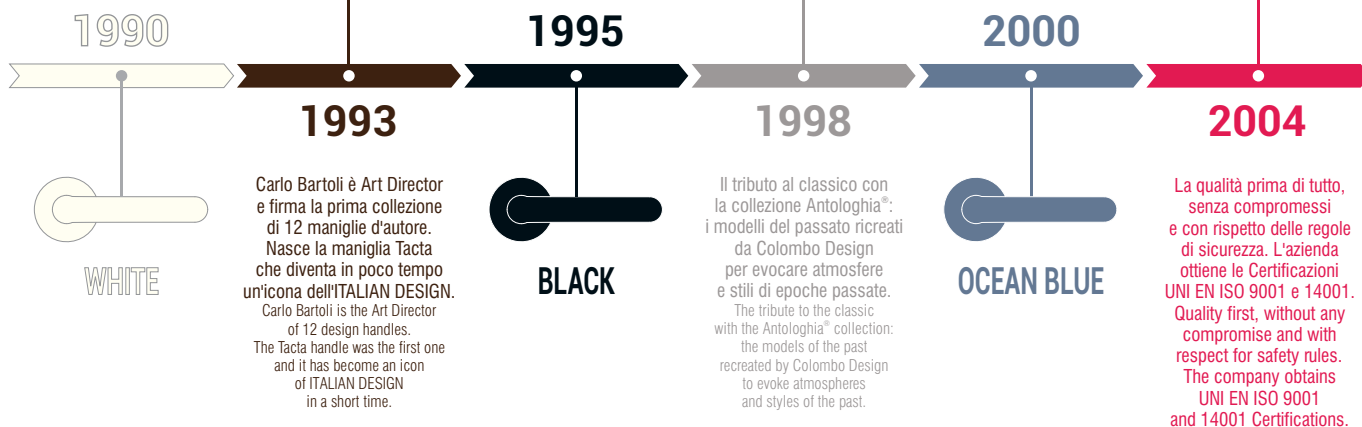 1990
WHITE
1993
Carlo Bartoli è Art Director
e firma la prima collezione
di 12 maniglie d'autore.
Nasce la maniglia Tacta
che diventa in poco tempo
un'icona dell'ITALIAN DESIGN.
Carlo Bartoli is the Art Director
of 12 design handles.
The Tacta handle was the first one
and it has become an icon
of ITALIAN DESIGN
in a short time.
1995
BLACK
1998
Il tributo al classico con
la collezione Antologhia®:
i modelli del passato ricreati
da Colombo Design
per evocare atmosfere
e stili di epoche passate.
The tribute to the classic
with the Antologhia® collection:
the models of the past
recreated by Colombo Design
to evoke atmospheres
and styles of the past.
2000
OCEAN BLUE
2004
La qualità prima di tutto,
senza compromessi
e con rispetto delle regole
di sicurezza. L'azienda
ottiene le Certificazioni
UNI EN ISO 9001 e 14001.
Quality first, without any
compromise and with
respect for safety rules.
The company obtains
UNI EN ISO 9001
and 14001 Certifications.